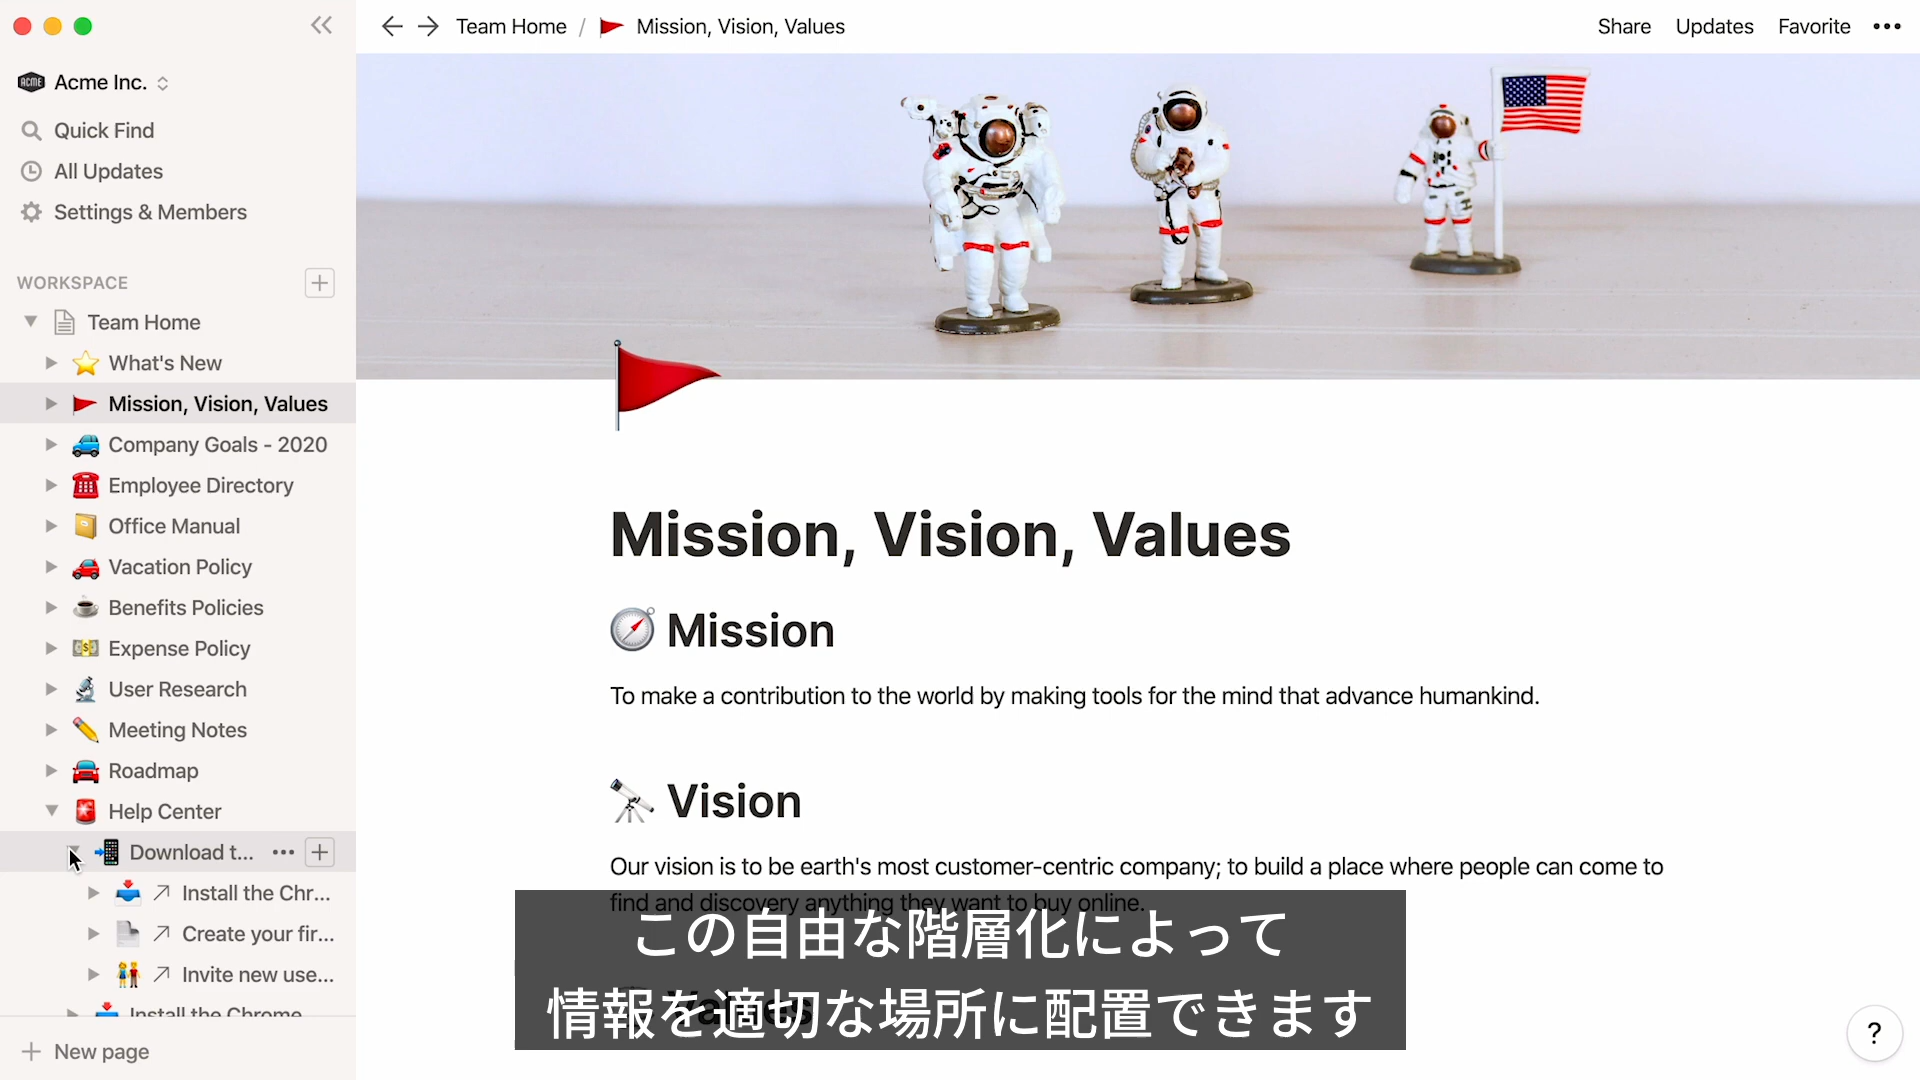 Team Home / Mission, Vision, Values
Share Updates Favorite
ACME Acme Inc.
Quick Find
All Updates
Settings & Members
WORKSPACE
Team Home
What's New
Mission, Vision, Values
Company Goals - 2020
Employee Directory
Office Manual
Vacation Policy
Benefits Policies
Expense Policy
User Research
Meeting Notes
Roadmap
Help Center
Download t...
Install the Chr...
Create your fir...
Invite new use...
Install the Chrome
New page
Mission, Vision, Values
Mission
To make a contribution to the world by making tools for the mind that advance humankind.
Vision
Our vision is to be earth's most customer-centric company; to build a place where people can come to
find and discovery anything they want to buy online.
Values
この自由な階層化によって
情報を適切な場所に配置できます
?